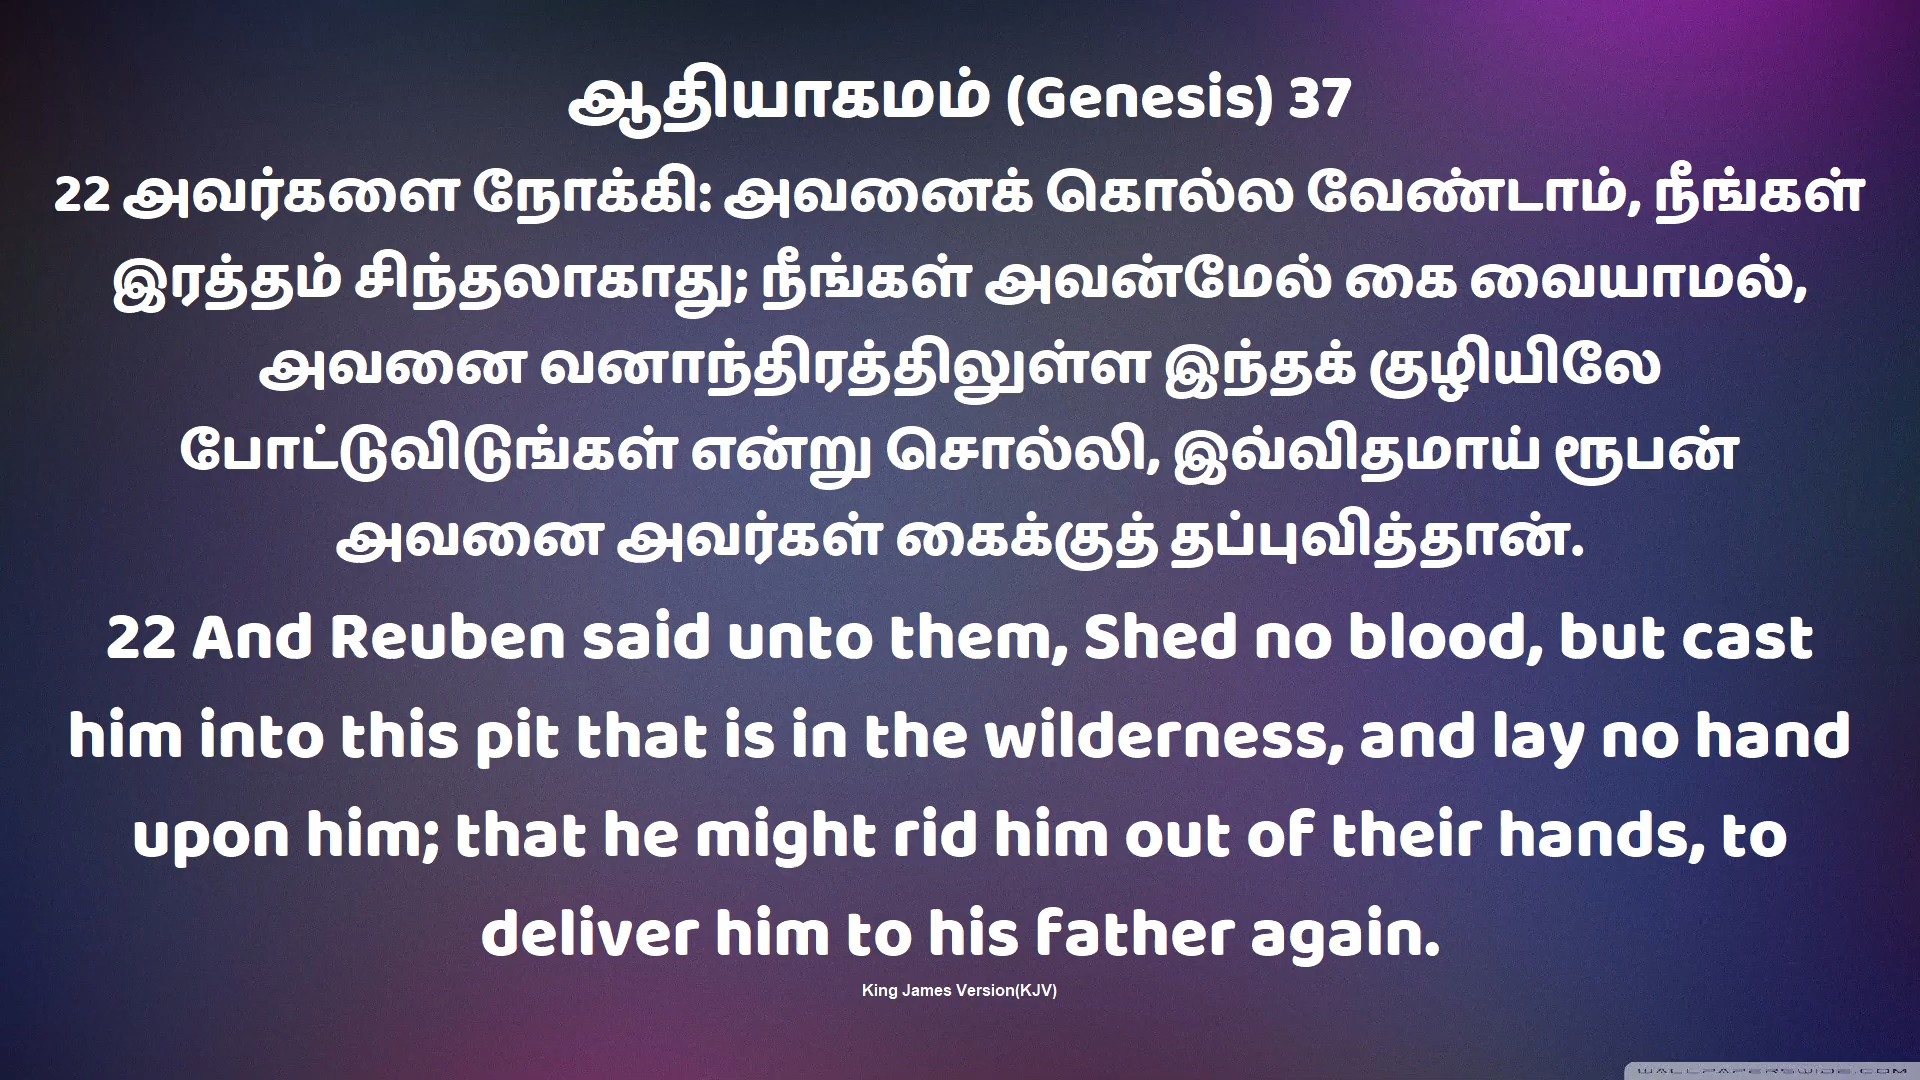 ஆதியாகமம் (Genesis) 37
22 அவர்களை நோக்கி: அவனைக் கொல்ல வேண்டாம், நீங்கள்
இரத்தம் சிந்தலாகாது; நீங்கள் அவன்மேல் கை வையாமல்,
அவனை வனாந்திரத்திலுள்ள இந்தக் குழியிலே
போட்டுவிடுங்கள் என்று சொல்லி, இவ்விதமாய் ரூபன்
அவனை அவர்கள் கைக்குத் தப்புவித்தான்.
22 And Reuben said unto them, Shed no blood, but cast
him into this pit that is in the wilderness, and lay no hand
upon him; that he might rid him out of their hands, to
deliver him to his father again.
King James Version(KJV)
WALLPAPERSWIDE.COM